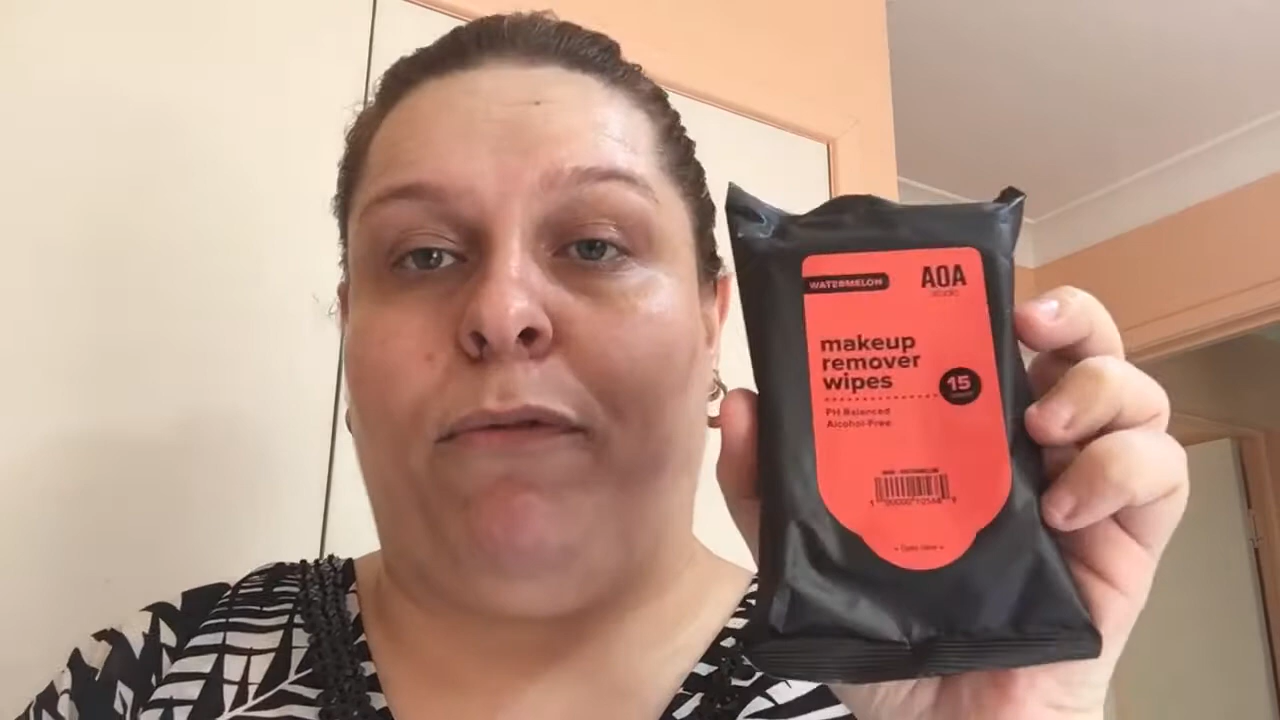 WATERMELON
AOA
studio
makeup
remover
wipes
15
PH Balanced
Alcohol-Free